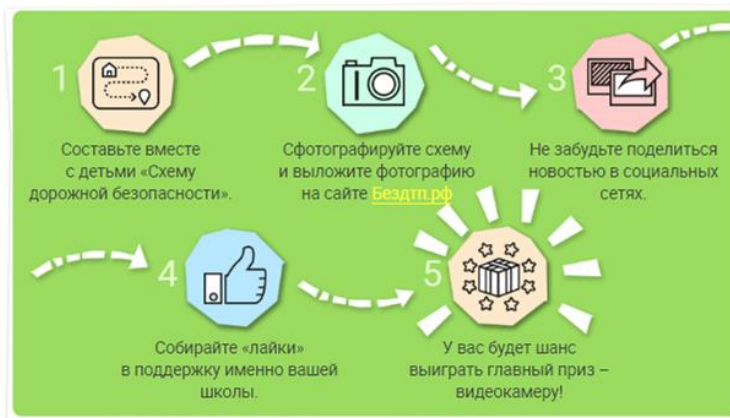 1
Составьте вместе
с детьми «Схему
дорожной безопасности».
2
Сфотографируйте схему
и выложите фотографию
на сайте Бездтп.рф
3
Не забудьте поделиться
новостью в социальных
сетях.
4
Собирайте «лайки»
в поддержку именно вашей
школы.
5
У вас будет шанс
выиграть главный приз –
видеокамеру!